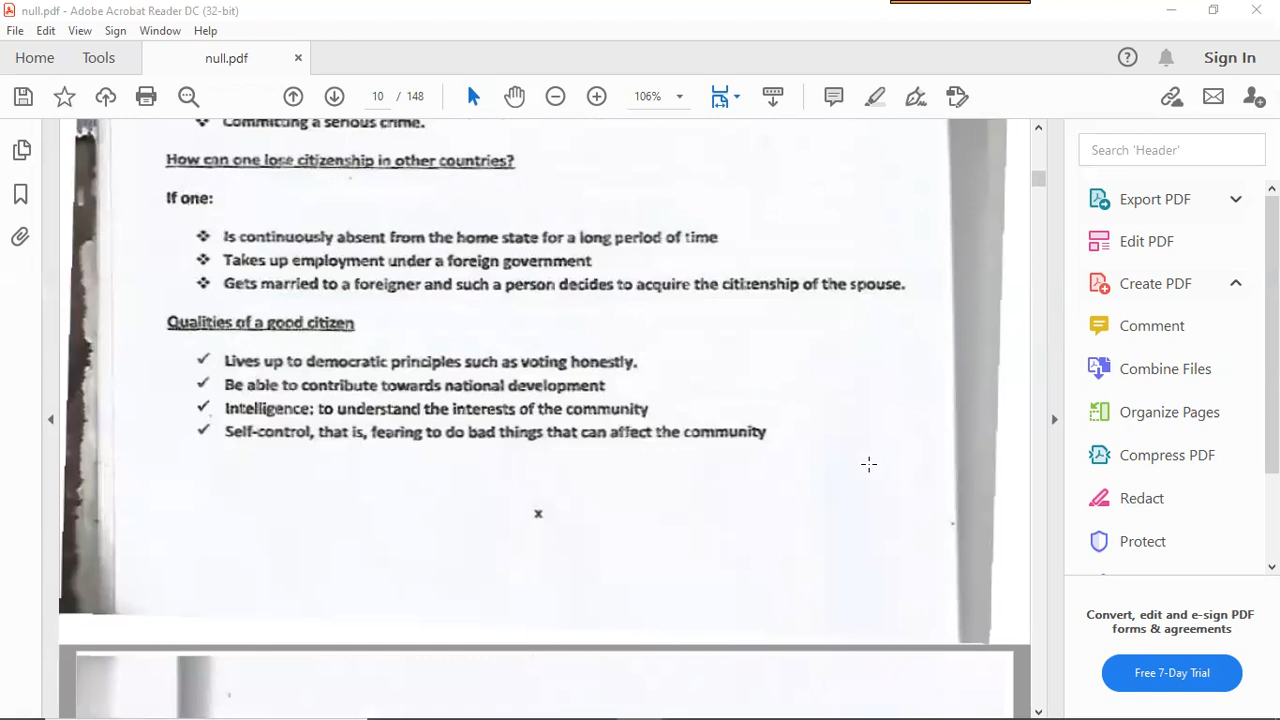 null.pdf - Adobe Acrobat Reader DC (32-bit)
File Edit View Sign Window Help
Home Tools null.pdf × Sign In
10 / 148 106%
Committing a serious crime.
How can one lose citizenship in other countries?
If one:
❖ Is continuously absent from the home state for a long period of time
❖ Takes up employment under a foreign government
❖ Gets married to a foreigner and such a person decides to acquire the citizenship of the spouse.
Qualities of a good citizen
✓ Lives up to democratic principles such as voting honestly.
✓ Be able to contribute towards national development
✓ Intelligence: to understand the interests of the community
✓ Self-control, that is, fearing to do bad things that can affect the community
x
Search 'Header'
Export PDF
Edit PDF
Create PDF
Comment
Combine Files
Organize Pages
Compress PDF
Redact
Protect
Convert, edit and e-sign PDF
forms & agreements
Free 7-Day Trial